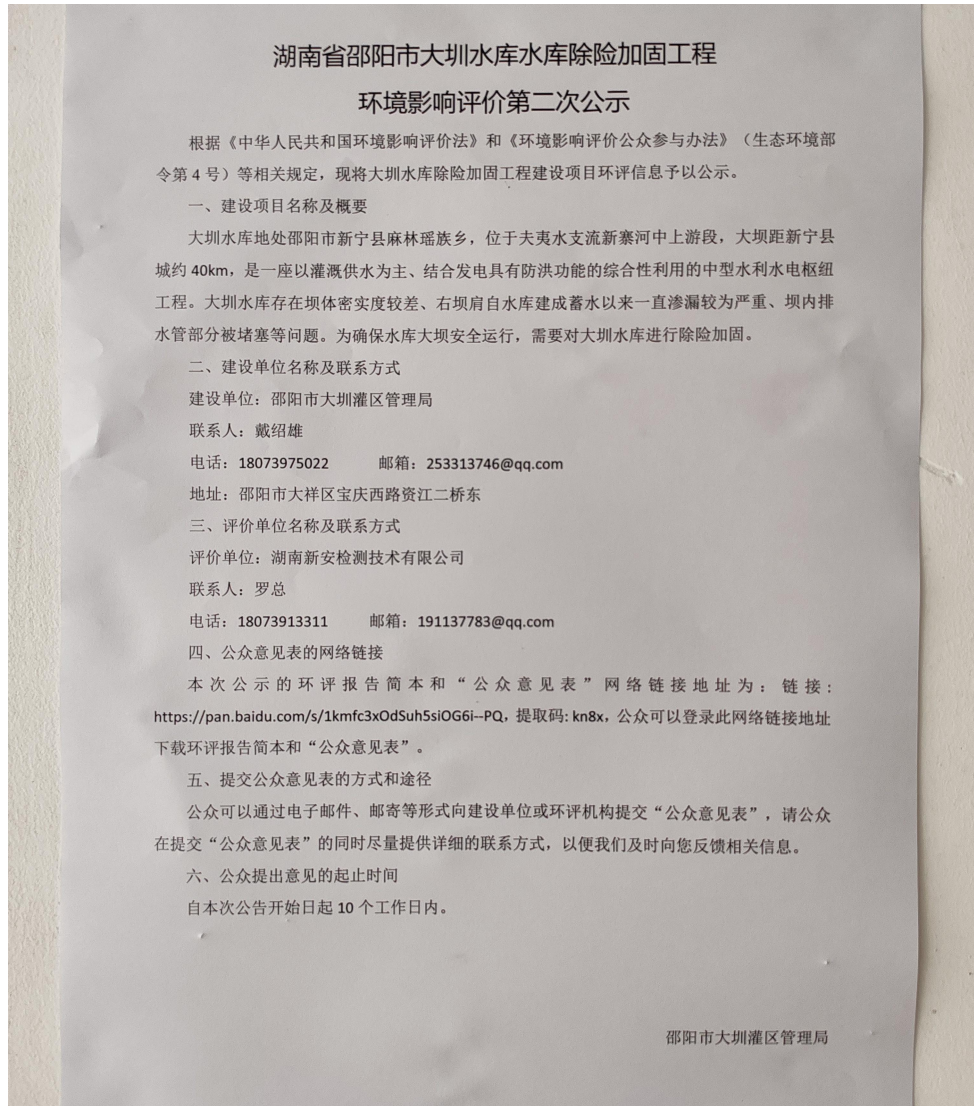 湖南省邵阳市大圳水库水库除险加固工程
环境影响评价第二次公示
根据《中华人民共和国环境影响评价法》和《环境影响评价公众参与办法》（生态环境部
令第 4 号）等相关规定，现将大圳水库除险加固工程建设项目环评信息予以公示。
一、建设项目名称及概要
大圳水库地处邵阳市新宁县麻林瑶族乡，位于夫夷水支流新寨河中上游段，大坝距新宁县
城约 40km，是一座以灌溉供水为主、结合发电具有防洪功能的综合性利用的中型水利水电枢纽
工程。大圳水库存在坝体密实度较差、右坝肩自水库建成蓄水以来一直渗漏较为严重、坝内排
水管部分被堵塞等问题。为确保水库大坝安全运行，需要对大圳水库进行除险加固。
二、建设单位名称及联系方式
建设单位：邵阳市大圳灌区管理局
联系人：戴绍雄
电话：18073975022 邮箱：253313746@qq.com
地址：邵阳市大祥区宝庆西路资江二桥东
三、评价单位名称及联系方式
评价单位：湖南新安检测技术有限公司
联系人：罗总
电话：18073913311 邮箱：191137783@qq.com
四、公众意见表的网络链接
本次公示的环评报告简本和“公众意见表”网络链接地址为：链接:
https://pan.baidu.com/s/1kmfc3xOdSuh5siOG6i--PQ，提取码: kn8x，公众可以登录此网络链接地址
下载环评报告简本和“公众意见表”。
五、提交公众意见表的方式和途径
公众可以通过电子邮件、邮寄等形式向建设单位或环评机构提交“公众意见表”，请公众
在提交“公众意见表”的同时尽量提供详细的联系方式，以便我们及时向您反馈相关信息。
六、公众提出意见的起止时间
自本次公告开始日起 10 个工作日内。
邵阳市大圳灌区管理局